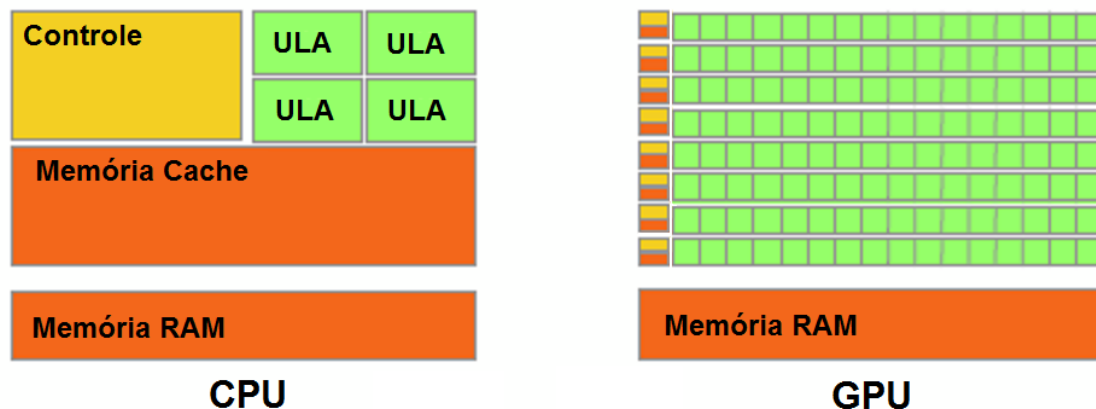 Controle
ULA
ULA
ULA
ULA
Memória Cache
Memória RAM
CPU
Memória RAM
GPU